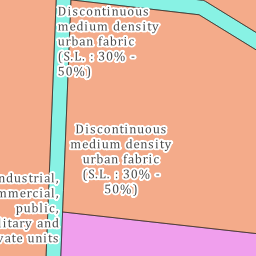 Discontinuous
medium density
urban fabric
(S.L. : 30% -
50%)
Discontinuous
medium density
urban fabric
(S.L. : 30% -
50%)
ndustrial,
mmercial,
public,
litary and
vate units